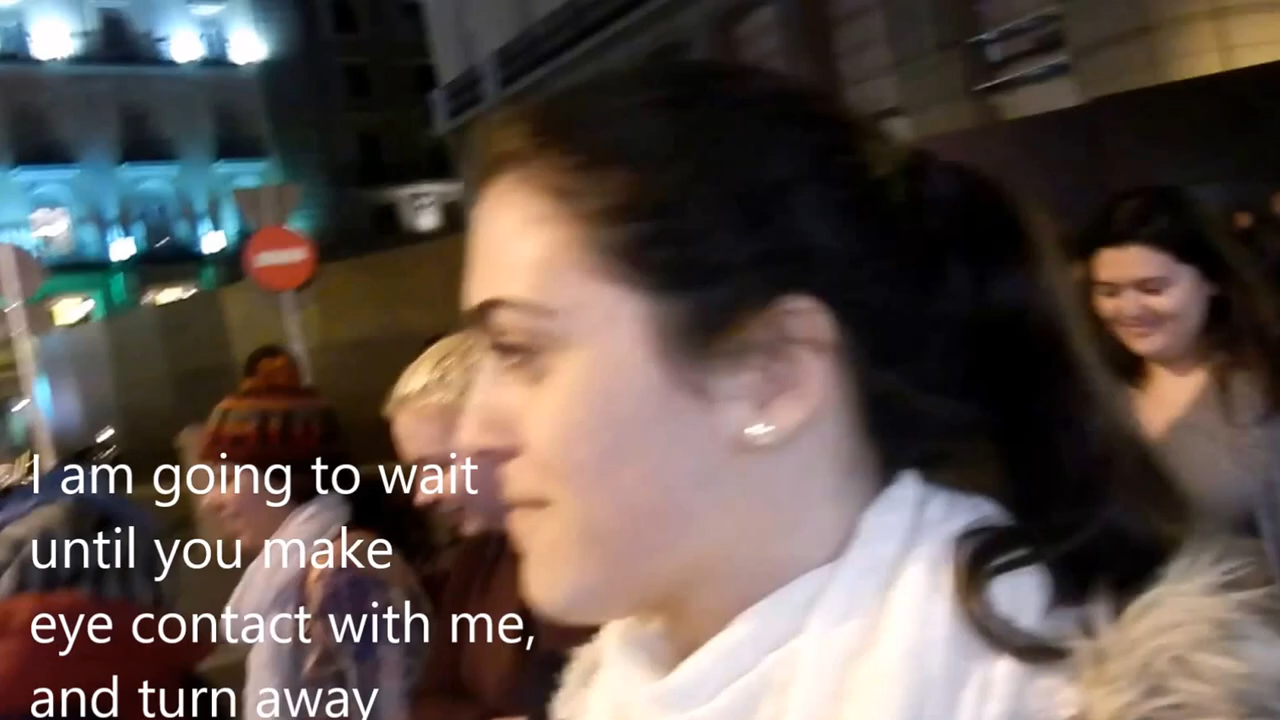 I am going to wait
until you make
eye contact with me,
and turn away